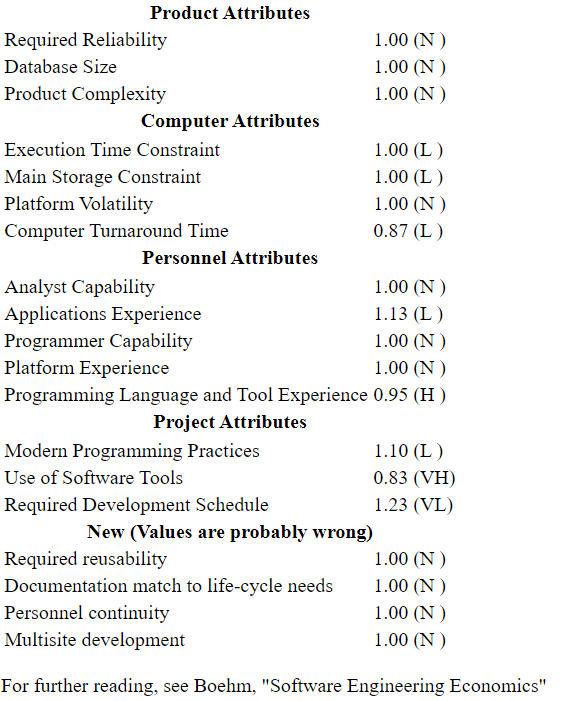 Product Attributes
Required Reliability 1.00 (N )
Database Size 1.00 (N )
Product Complexity 1.00 (N )
Computer Attributes
Execution Time Constraint 1.00 (L )
Main Storage Constraint 1.00 (L )
Platform Volatility 1.00 (N )
Computer Turnaround Time 0.87 (L )
Personnel Attributes
Analyst Capability 1.00 (N )
Applications Experience 1.13 (L )
Programmer Capability 1.00 (N )
Platform Experience 1.00 (N )
Programming Language and Tool Experience 0.95 (H )
Project Attributes
Modern Programming Practices 1.10 (L )
Use of Software Tools 0.83 (VH)
Required Development Schedule 1.23 (VL)
New (Values are probably wrong)
Required reusability 1.00 (N )
Documentation match to life-cycle needs 1.00 (N )
Personnel continuity 1.00 (N )
Multisite development 1.00 (N )
For further reading, see Boehm, "Software Engineering Economics"